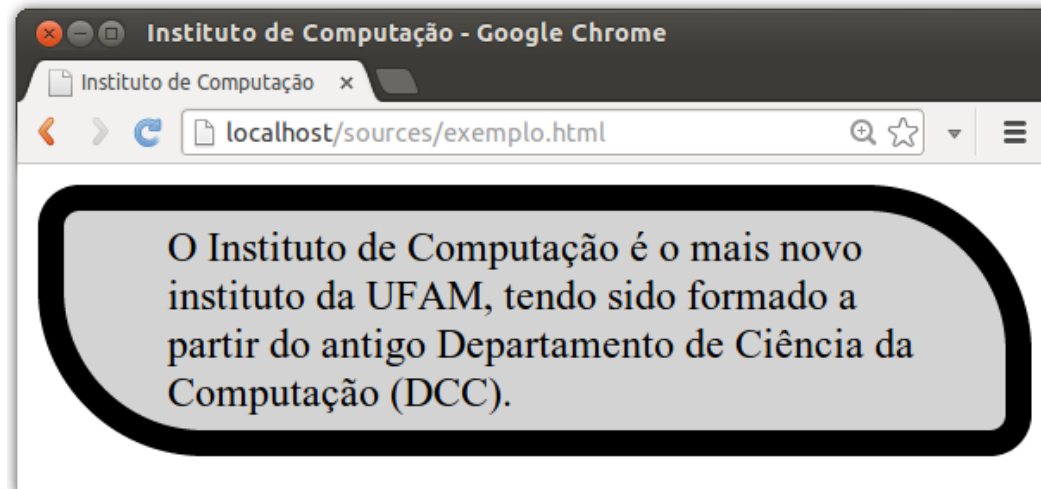 Instituto de Computação - Google Chrome
Instituto de Computação
localhost/sources/exemplo.html
O Instituto de Computação é o mais novo
instituto da UFAM, tendo sido formado a
partir do antigo Departamento de Ciência da
Computação (DCC).